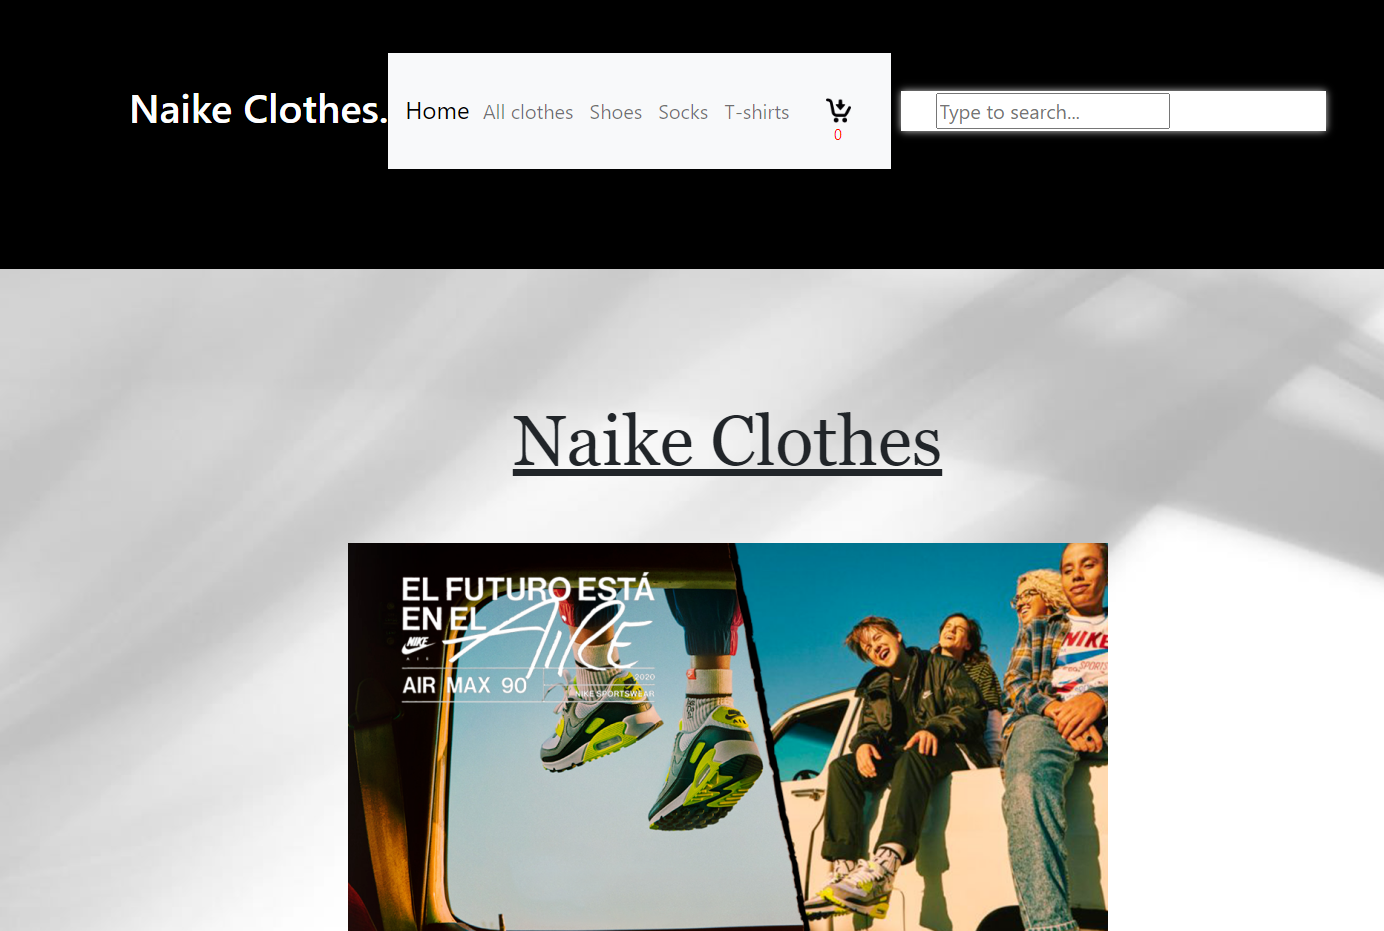 Naike Clothes.
Home All clothes Shoes Socks T-shirts
0
Type to search...
Naike Clothes
EL FUTURO ESTÁ
EN EL AIRE
NIKE
AIR
AIR MAX 90
2020
NIKE SPORTSWEAR
NIKE
SPORTS